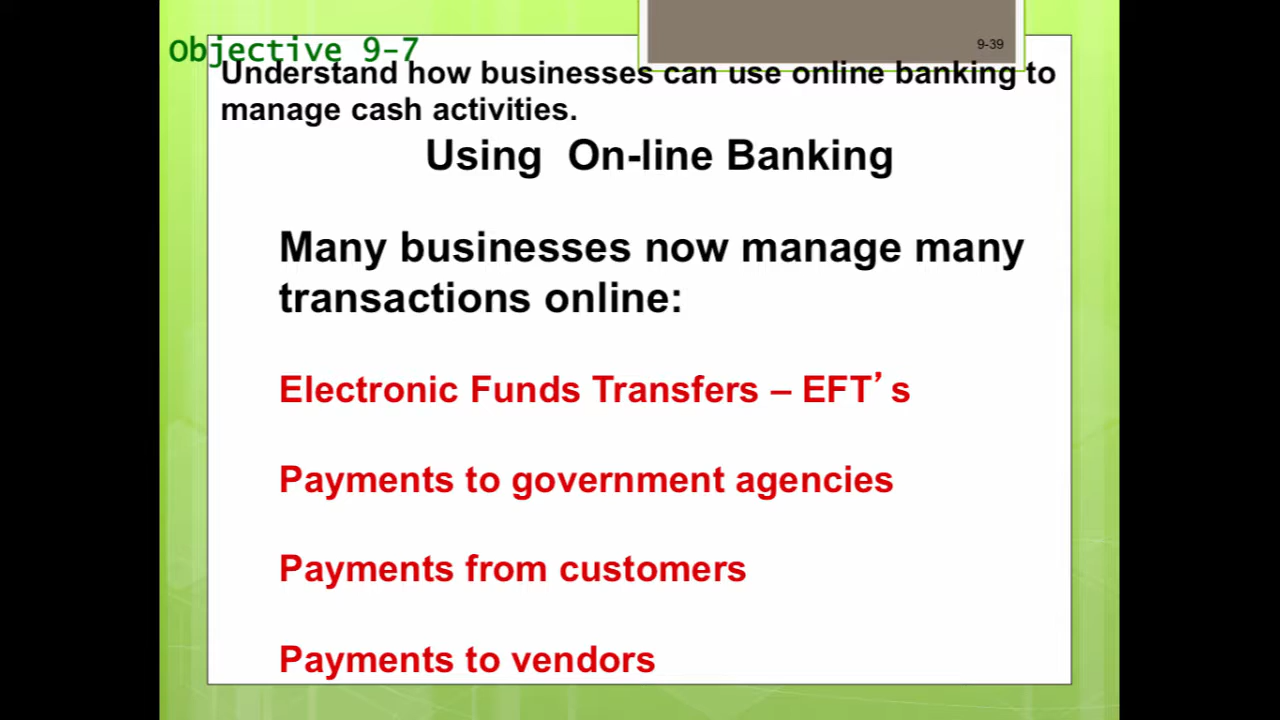 Objective 9-7
9-39
Understand how businesses can use online banking to
manage cash activities.
Using On-line Banking
Many businesses now manage many
transactions online:
Electronic Funds Transfers – EFT’s
Payments to government agencies
Payments from customers
Payments to vendors